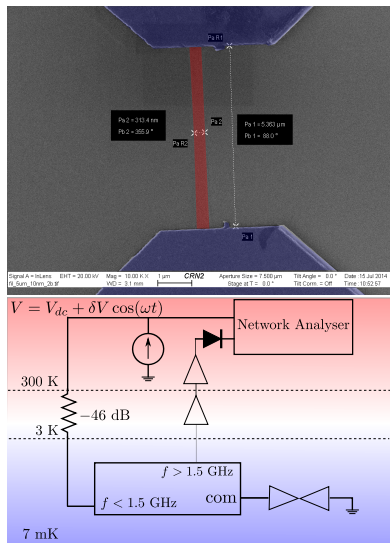 Pa R1
Pa 2 = 313.4 nm
Pb 2 = 355.9 °
Pa 2
Pa R2
Pa 1 = 5.363 µm
Pb 1 = 88.0 °
Pa 1
Signal A = InLens
EHT = 20.00 kV
Mag = 10.00 K X
1 µm
CRN2
Aperture Size = 7.500 µm
Tilt Angle = 0.0 °
Date :15 Jul 2014
fil_5um_10nm_2b.tif
WD = 3.1 mm
Stage at T = 0.0 °
Tilt Corrn. = Off
10:52:57
V = V_dc + δV cos(ωt)
Network Analyser
300 K
−46 dB
3 K
f > 1.5 GHz
f < 1.5 GHz
com
7 mK